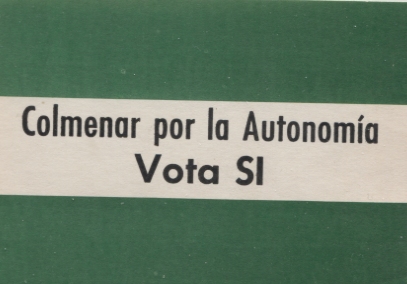 Colmenar por la Autonomía
Vota SI